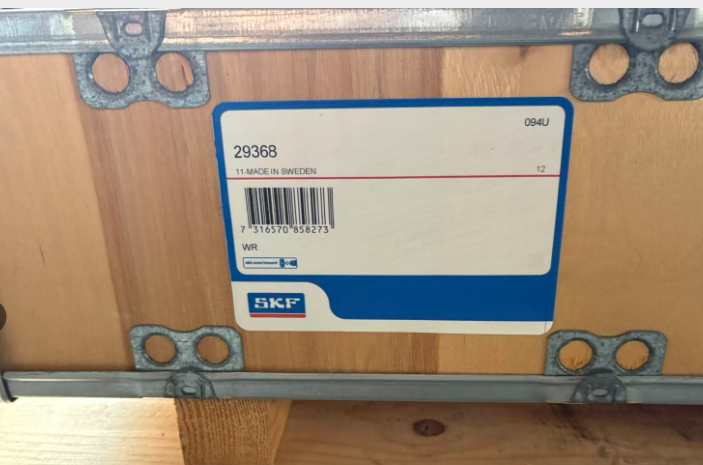 094U
29368
11-MADE IN SWEDEN 12
7 316570 858273
WR
SKF